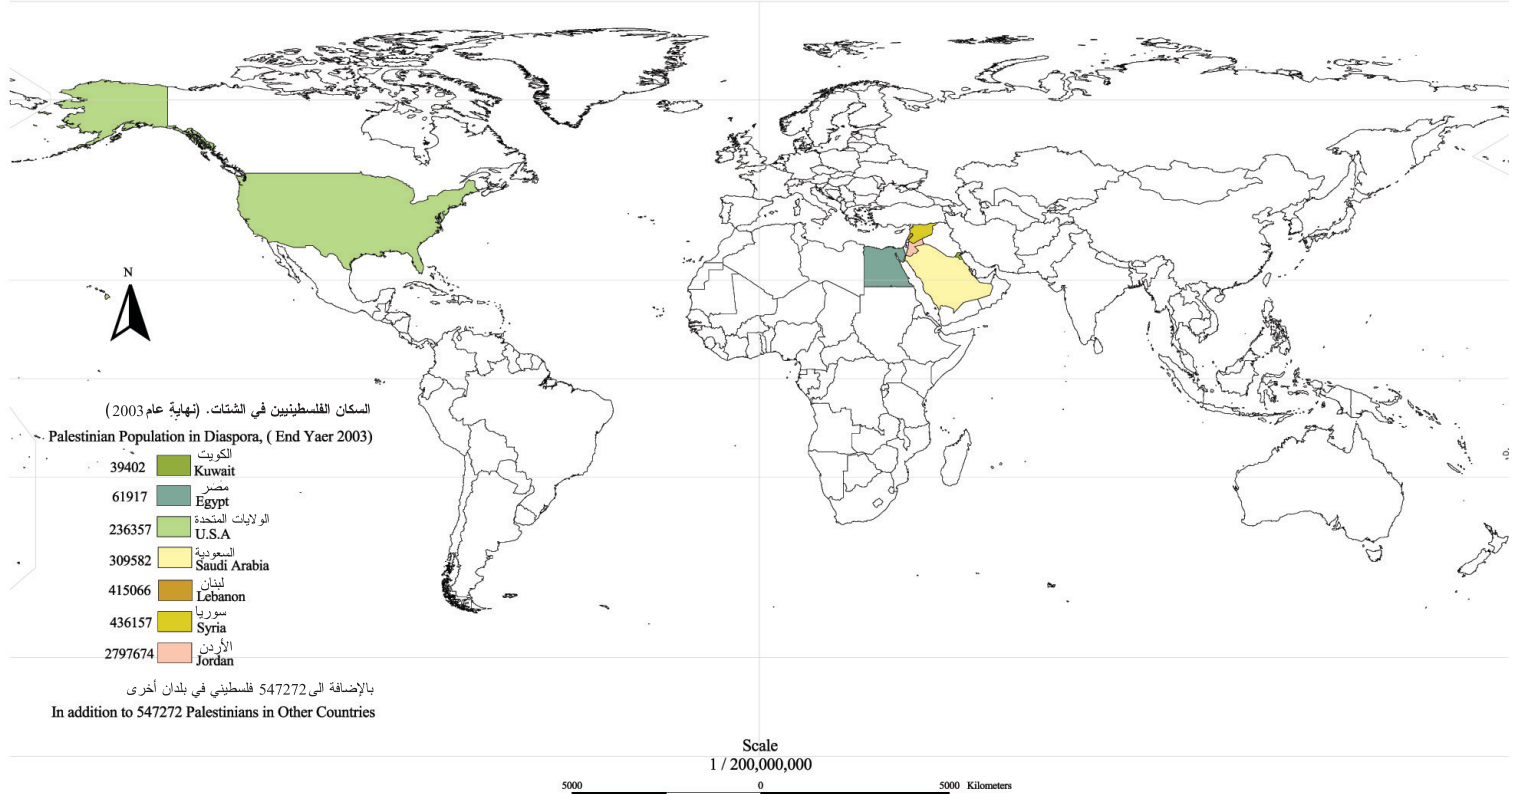 N
السكان الفلسطينيين في الشتات. (نهاية عام 2003)
Palestinian Population in Diaspora, ( End Yaer 2003)
الكويت
39402 Kuwait
مصر
61917 Egypt
الولايات المتحدة
236357 U.S.A
السعودية
309582 Saudi Arabia
لبنان
415066 Lebanon
سوريا
436157 Syria
الأردن
2797674 Jordan
بالإضافة الى 547272 فلسطيني في بلدان أخرى
In addition to 547272 Palestinians in Other Countries
Scale
1 / 200,000,000
5000 0 5000 Kilometers